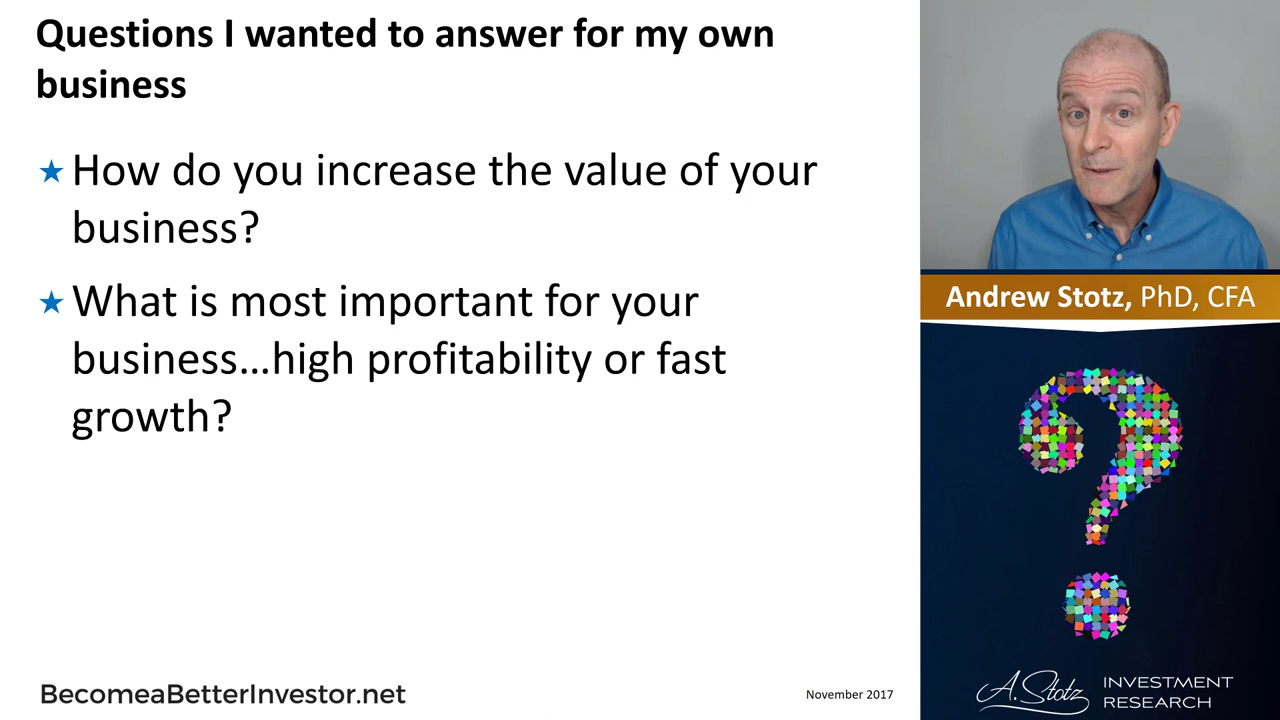 Questions I wanted to answer for my own
business
How do you increase the value of your
business?
What is most important for your
business...high profitability or fast
growth?
BecomeaBetterInvestor.net
November 2017
Andrew Stotz, PhD, CFA
?
A. Stotz
INVESTMENT
RESEARCH